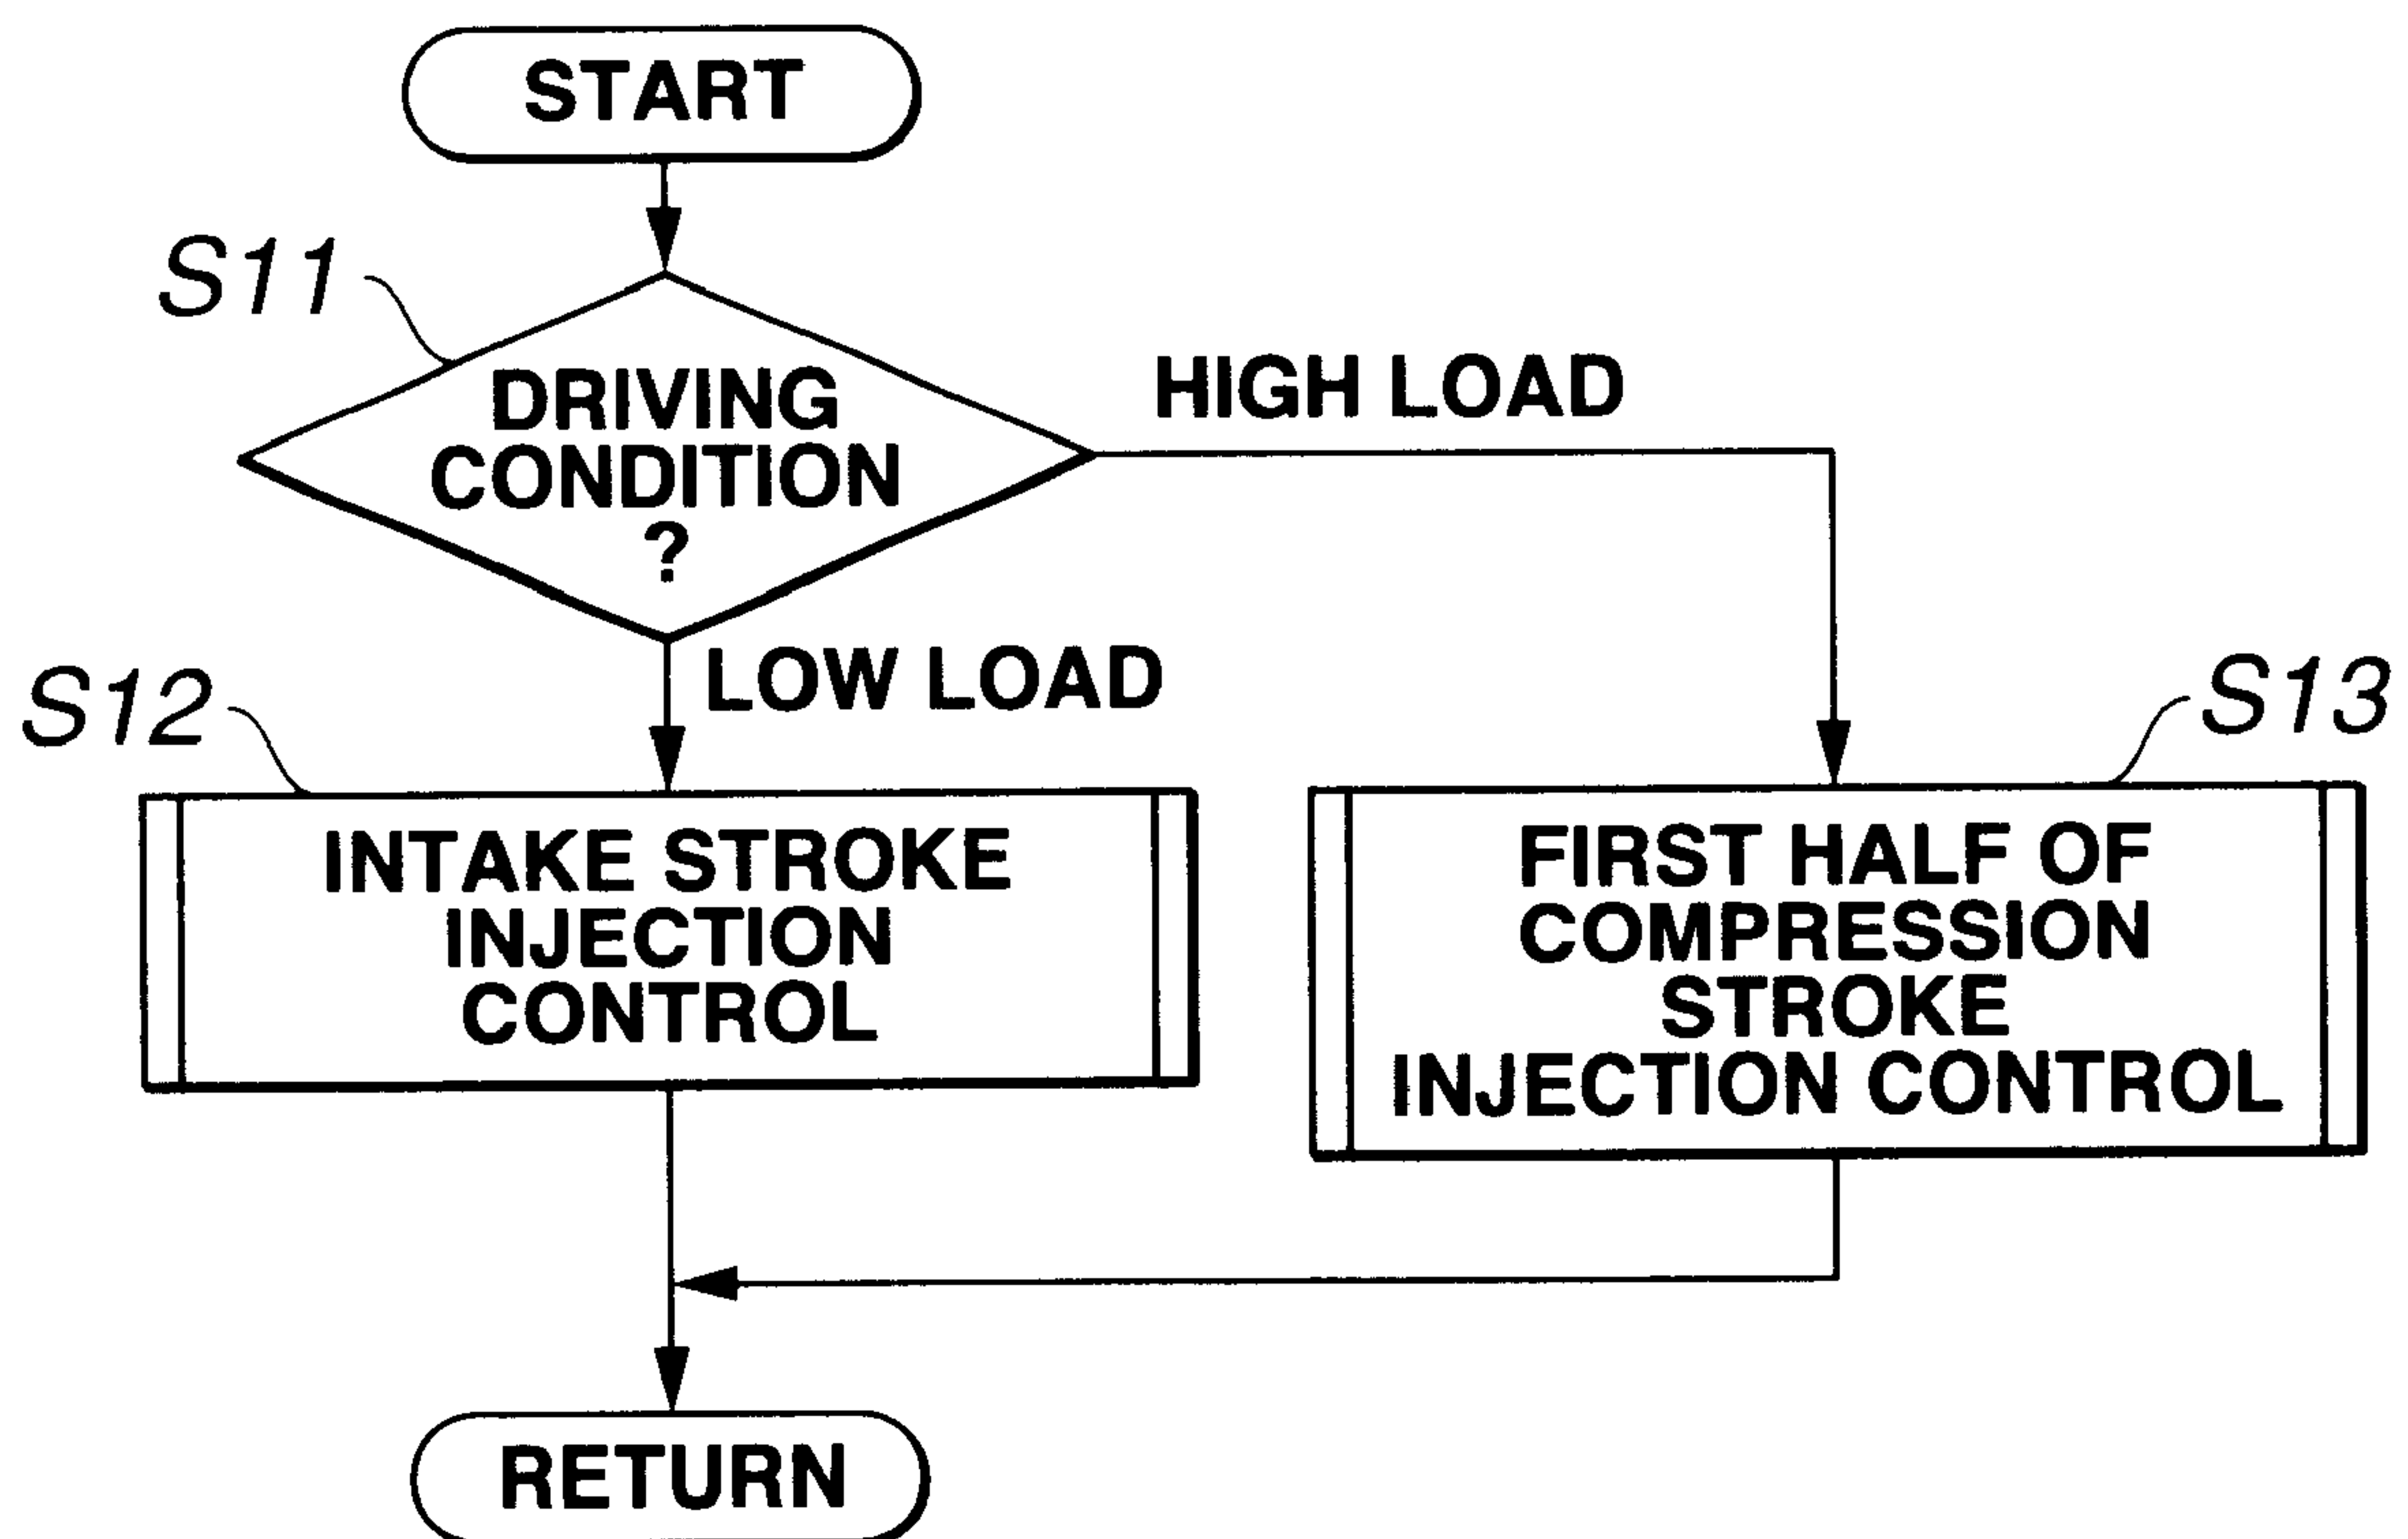 START
S11
DRIVING
CONDITION
?
HIGH LOAD
LOW LOAD
S12
INTAKE STROKE
INJECTION
CONTROL
S13
FIRST HALF OF
COMPRESSION
STROKE
INJECTION CONTROL
RETURN